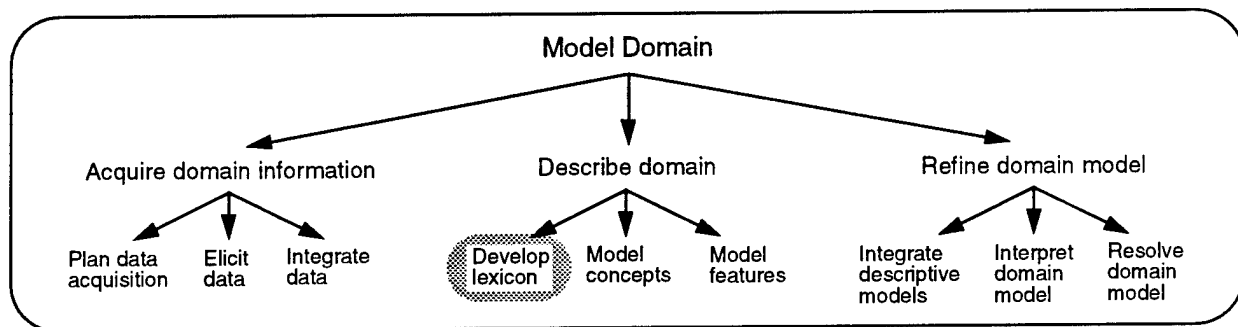 Model Domain
Acquire domain information
Describe domain
Refine domain model
Plan data
acquisition
Elicit
data
Integrate
data
Develop
lexicon
Model
concepts
Model
features
Integrate
descriptive
models
Interpret
domain
model
Resolve
domain
model